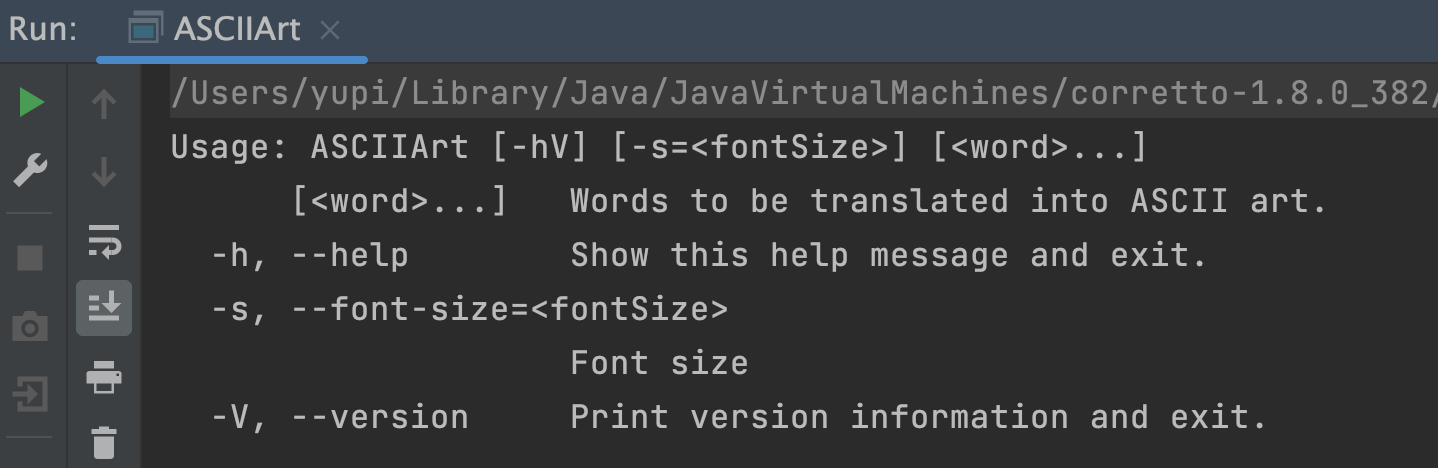 Run: ASCIIArt
/Users/yupi/Library/Java/JavaVirtualMachines/corretto-1.8.0_382/
Usage: ASCIIArt [-hV] [-s=<fontSize>] [<word>...]
[<word>...]   Words to be translated into ASCII art.
-h, --help        Show this help message and exit.
-s, --font-size=<fontSize>
Font size
-V, --version     Print version information and exit.